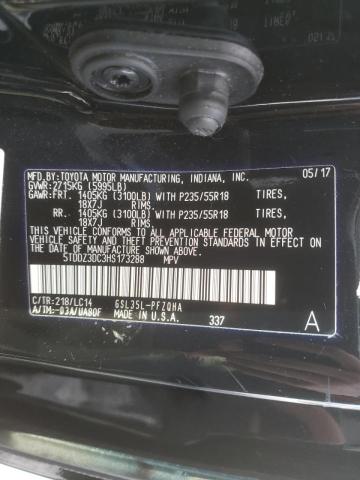 MFD. BY:TOYOTA MOTOR MANUFACTURING, INDIANA, INC. 05/17
GVWR:2715KG (5995LB)
GAWR:FRT. 1405KG (3100LB) WITH P235/55R18 TIRES,
18X7J RIMS.
RR. 1405KG (3100LB) WITH P235/55R18 TIRES,
18X7J RIMS.
THIS VEHICLE CONFORMS TO ALL APPLICABLE FEDERAL MOTOR
VEHICLE SAFETY STANDARDS IN EFFECT ON THE
DATE OF MANUFACTURE SHOWN ABOVE.
5TDDZ3DC3HS173288 MPV
C/TR:218/LC14 GSL35L-PFZQHA
A/TM:-03A/UA80F MADE IN U.S.A. 337 A